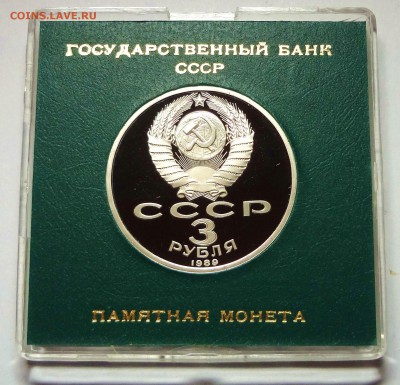 COINS.LAVE.RU
ГОСУДАРСТВЕННЫЙ БАНК
СССР
СССР
3
РУБЛЯ
1989
ПАМЯТНАЯ МОНЕТА